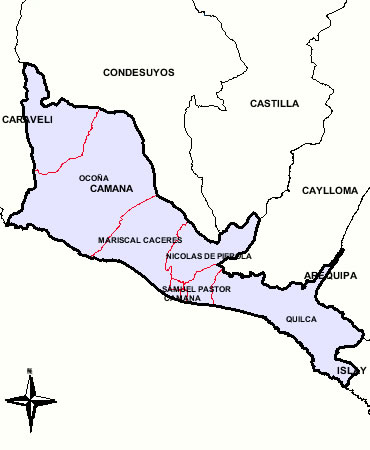 CONDESUYOS
CASTILLA
CARAVELI
OCOÑA
CAMANA
CAYLLOMA
MARISCAL CACERES
NICOLAS DE PIEROLA
AREQUIPA
SAMUEL PASTOR
CAMANA
QUILCA
ISLAY
N